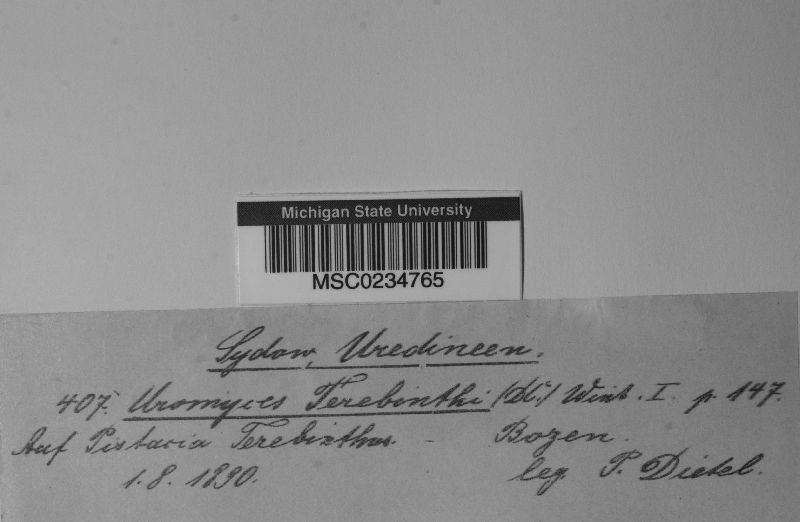 Michigan State University
MSC0234765
Sydow, Uredineen.
407. Uromyces Terebinthi (DC.) Wint. I. p. 147.
Auf Pistacia Terebinthus. – Bozen.
1.8. 1890. leg. P. Dietel.